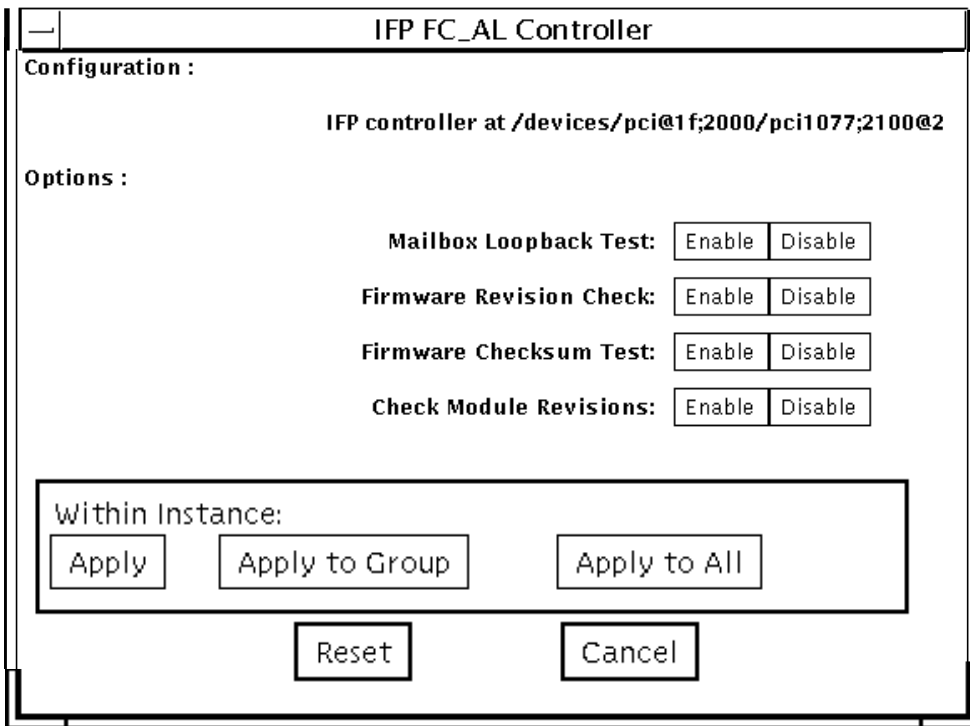 IFP FC_AL Controller
Configuration :
IFP controller at /devices/pci@1f;2000/pci1077;2100@2
Options :
Mailbox Loopback Test: Enable Disable
Firmware Revision Check: Enable Disable
Firmware Checksum Test: Enable Disable
Check Module Revisions: Enable Disable
Within Instance:
Apply Apply to Group Apply to All
Reset Cancel